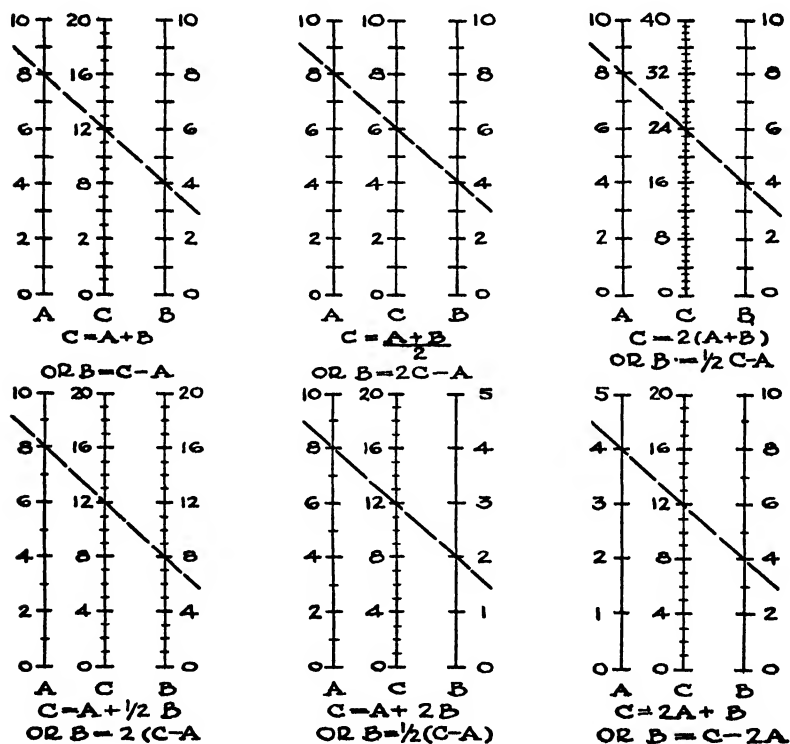 10 20 10
8 16 8
6 12 6
4 8 4
2 4 2
0 0 0
A C B
C=A+B
OR B=C-A
10 10 10
8 8 8
6 6 6
4 4 4
2 2 2
0 0 0
A C B
C=A+B
2
OR B=2C-A
10 40 10
8 32 8
6 24 6
4 16 4
2 8 2
0 0 0
A C B
C=2(A+B)
OR B=½C-A
10 20 20
8 16 16
6 12 12
4 8 8
2 4 4
0 0 0
A C B
C=A+½B
OR B=2(C-A
10 20 5
8 16 4
6 12 3
4 8 2
2 4 1
0 0 0
A C B
C=A+2B
OR B=½(C-A)
5 20 10
4 16 8
3 12 6
2 8 4
1 4 2
0 0 0
A C B
C=2A+B
OR B=C-2A